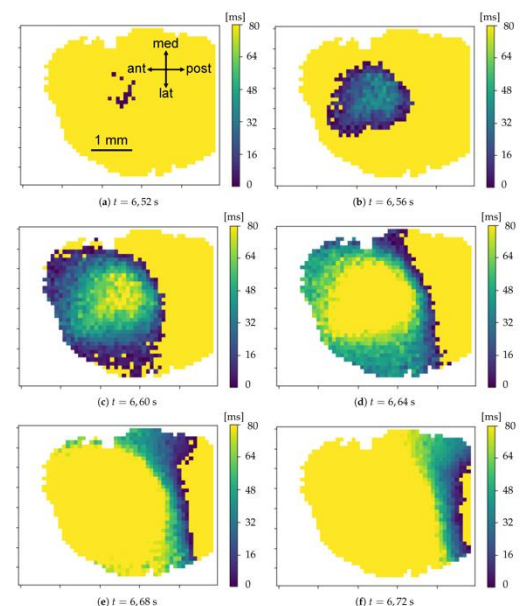 [ms]
80
64
48
32
16
0
med
ant
post
lat
1 mm
(a) t = 6,52 s
[ms]
80
64
48
32
16
0
(b) t = 6,56 s
[ms]
80
64
48
32
16
0
(c) t = 6,60 s
[ms]
80
64
48
32
16
0
(d) t = 6,64 s
[ms]
80
64
48
32
16
0
(e) t = 6,68 s
[ms]
80
64
48
32
16
0
(f) t = 6,72 s